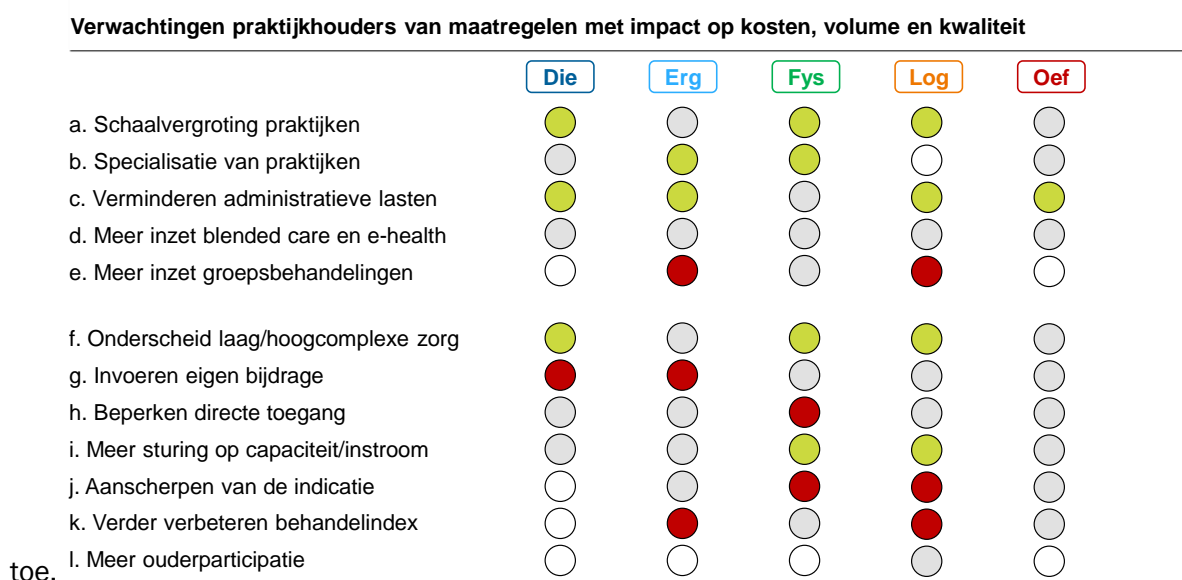 Verwachtingen praktijkhouders van maatregelen met impact op kosten, volume en kwaliteit
Die Erg Fys Log Oef
a. Schaalvergroting praktijken
b. Specialisatie van praktijken
c. Verminderen administratieve lasten
d. Meer inzet blended care en e-health
e. Meer inzet groepsbehandelingen
f. Onderscheid laag/hoogcomplexe zorg
g. Invoeren eigen bijdrage
h. Beperken directe toegang
i. Meer sturing op capaciteit/instroom
j. Aanscherpen van de indicatie
k. Verder verbeteren behandelindex
l. Meer ouderparticipatie
toe.